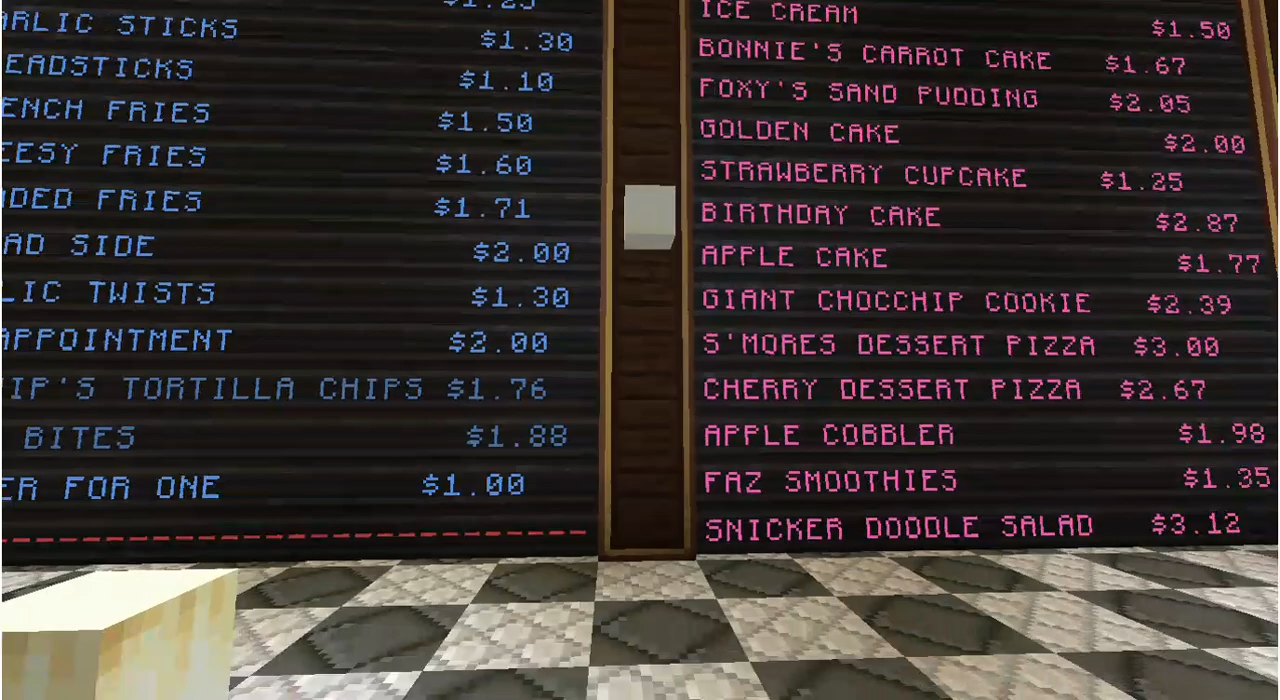 $1.25
ARLIC STICKS $1.30
EADSTICKS $1.10
ENCH FRIES $1.50
EESY FRIES $1.60
DED FRIES $1.71
AD SIDE $2.00
LIC TWISTS $1.30
APPOINTMENT $2.00
IP'S TORTILLA CHIPS $1.76
BITES $1.88
ER FOR ONE $1.00
ICE CREAM $1.50
BONNIE'S CARROT CAKE $1.67
FOXY'S SAND PUDDING $2.05
GOLDEN CAKE $2.00
STRAWBERRY CUPCAKE $1.25
BIRTHDAY CAKE $2.87
APPLE CAKE $1.77
GIANT CHOCCHIP COOKIE $2.39
S'MORES DESSERT PIZZA $3.00
CHERRY DESSERT PIZZA $2.67
APPLE COBBLER $1.98
FAZ SMOOTHIES $1.35
SNICKER DOODLE SALAD $3.12